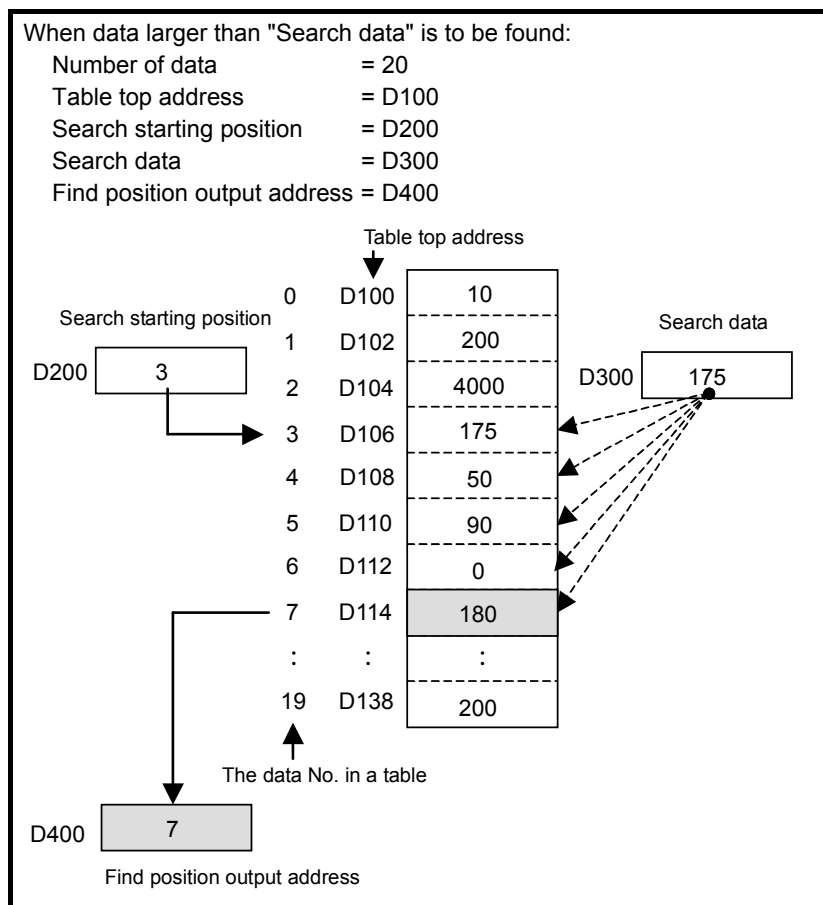 When data larger than "Search data" is to be found:
Number of data = 20
Table top address = D100
Search starting position = D200
Search data = D300
Find position output address = D400
Table top address
0 D100 10
Search starting position
Search data
1 D102 200
D200 3
D300 175
2 D104 4000
3 D106 175
4 D108 50
5 D110 90
6 D112 0
7 D114 180
: : :
19 D138 200
The data No. in a table
D400 7
Find position output address